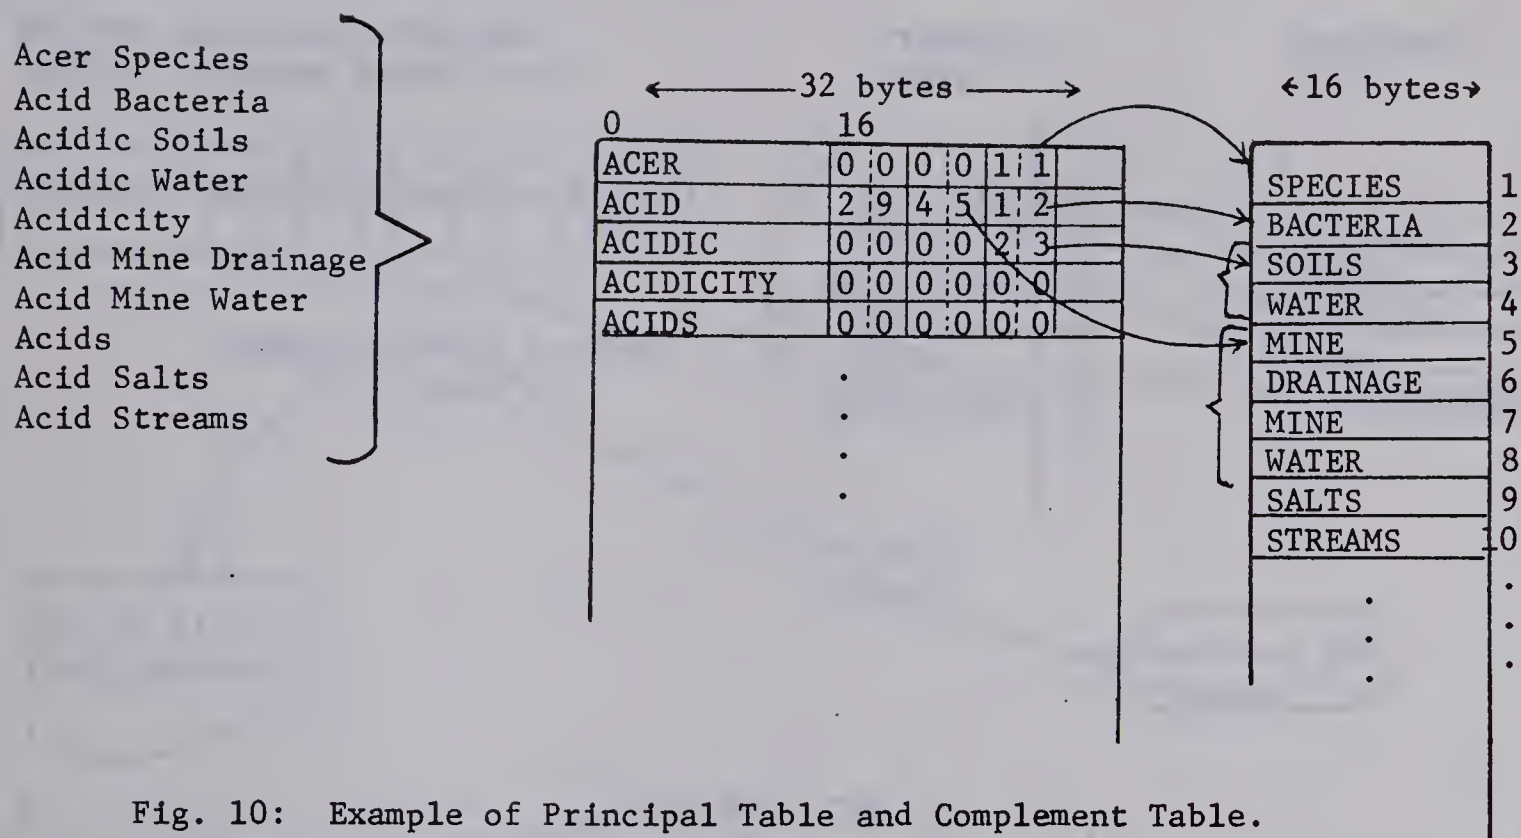 Acer Species
Acid Bacteria
Acidic Soils
Acidic Water
Acidicity
Acid Mine Drainage
Acid Mine Water
Acids
Acid Salts
Acid Streams
32 bytes
0 16
ACER 0 0 0 0 1 1
ACID 2 9 4 5 1 2
ACIDIC 0 0 0 0 2 3
ACIDICITY 0 0 0 0 0 0
ACIDS 0 0 0 0 0 0
16 bytes
SPECIES 1
BACTERIA 2
SOILS 3
WATER 4
MINE 5
DRAINAGE 6
MINE 7
WATER 8
SALTS 9
STREAMS 10
Fig. 10: Example of Principal Table and Complement Table.